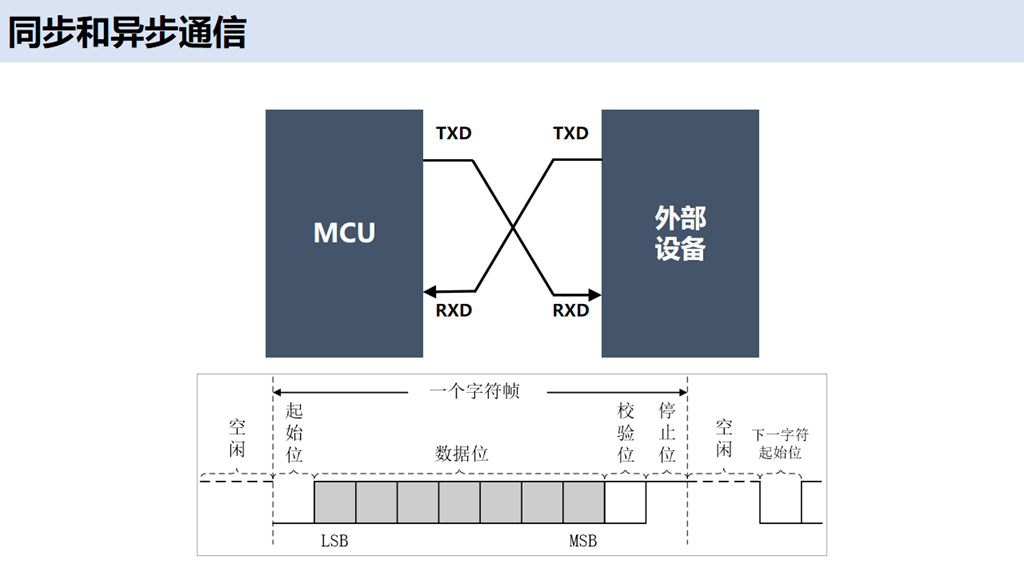 同步和异步通信
TXD
TXD
MCU
外部
设备
RXD
RXD
一个字符帧
空闲
起始位
数据位
校验位
停止位
空闲
下一字符
起始位
LSB
MSB